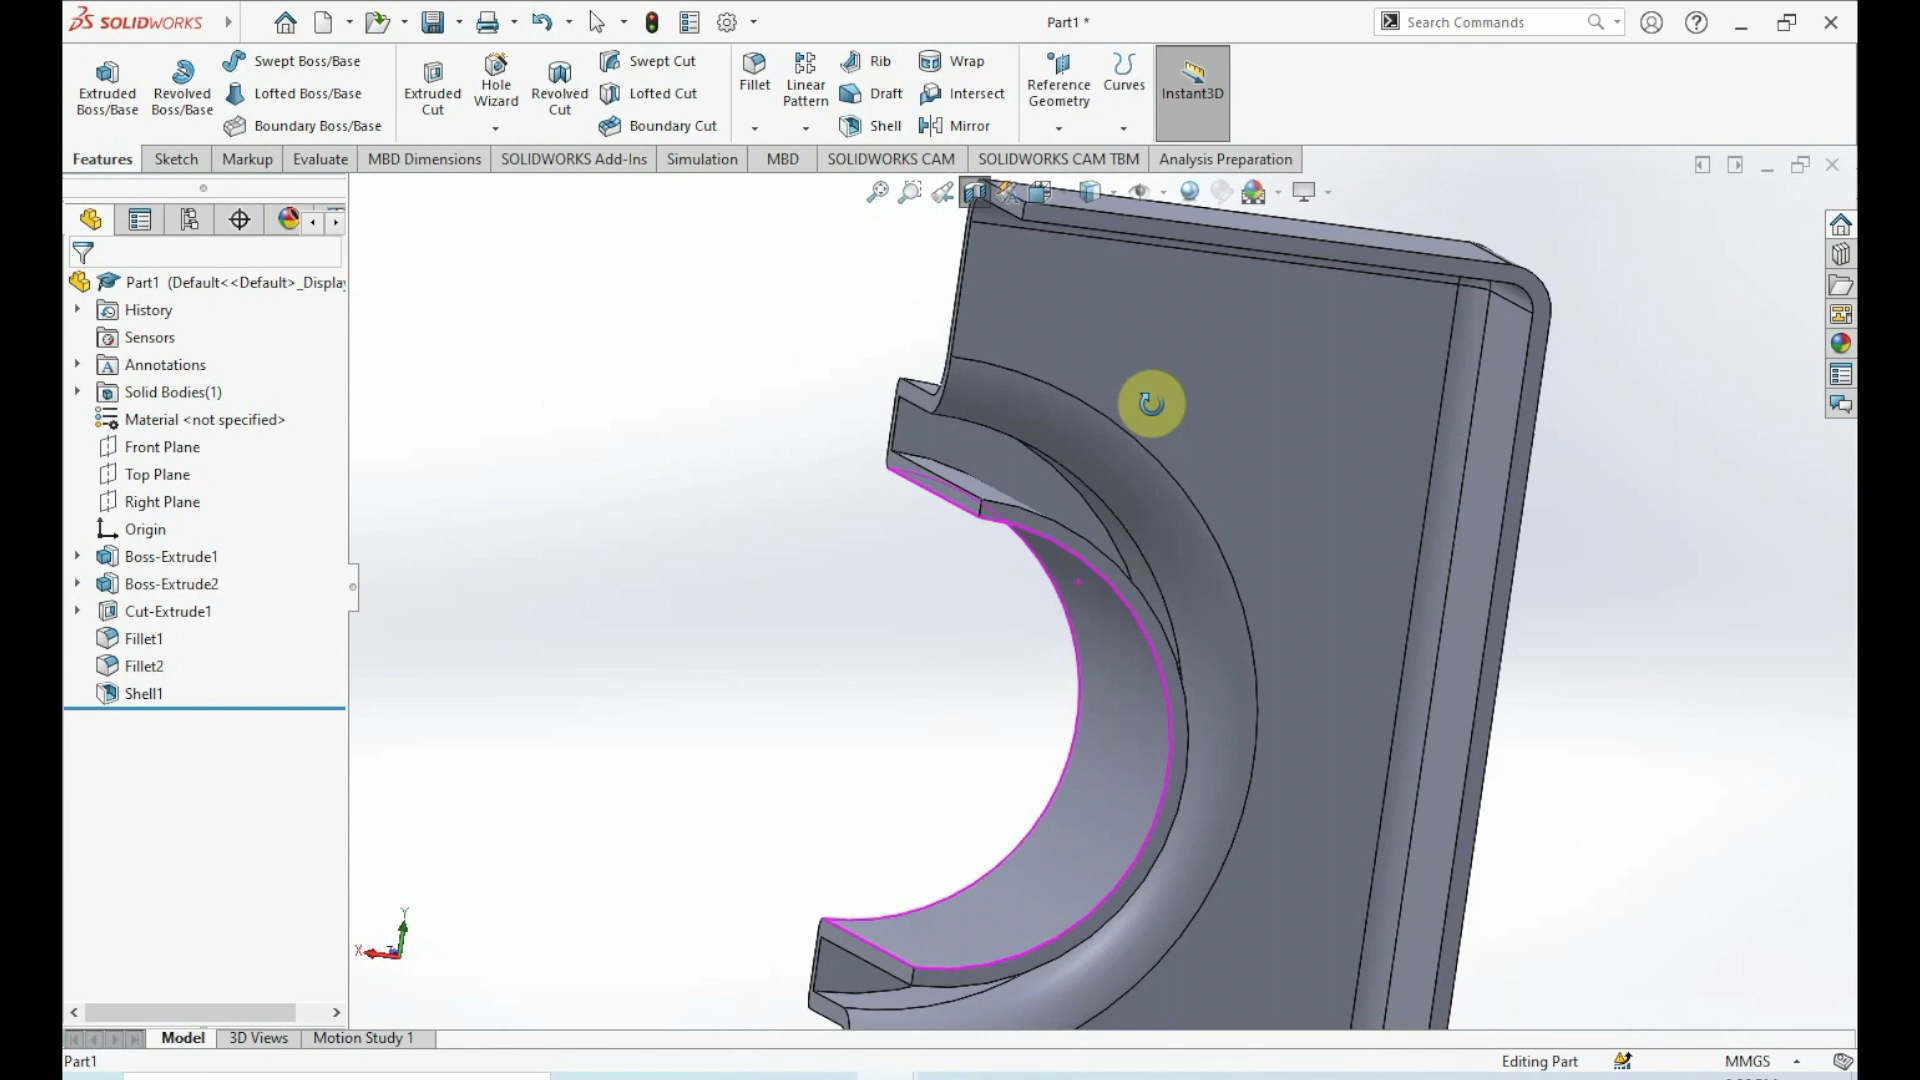 SOLIDWORKS
Part1 *
Search Commands
Extruded Boss/Base
Revolved Boss/Base
Swept Boss/Base
Lofted Boss/Base
Boundary Boss/Base
Extruded Cut
Hole Wizard
Revolved Cut
Swept Cut
Lofted Cut
Boundary Cut
Fillet
Linear Pattern
Rib
Draft
Shell
Wrap
Intersect
Mirror
Reference Geometry
Curves
Instant3D
Features
Sketch
Markup
Evaluate
MBD Dimensions
SOLIDWORKS Add-Ins
Simulation
MBD
SOLIDWORKS CAM
SOLIDWORKS CAM TBM
Analysis Preparation
Part1 (Default<<Default>_Display
History
Sensors
Annotations
Solid Bodies(1)
Material <not specified>
Front Plane
Top Plane
Right Plane
Origin
Boss-Extrude1
Boss-Extrude2
Cut-Extrude1
Fillet1
Fillet2
Shell1
Y
X
Z
Model
3D Views
Motion Study 1
Part1
Editing Part
MMGS